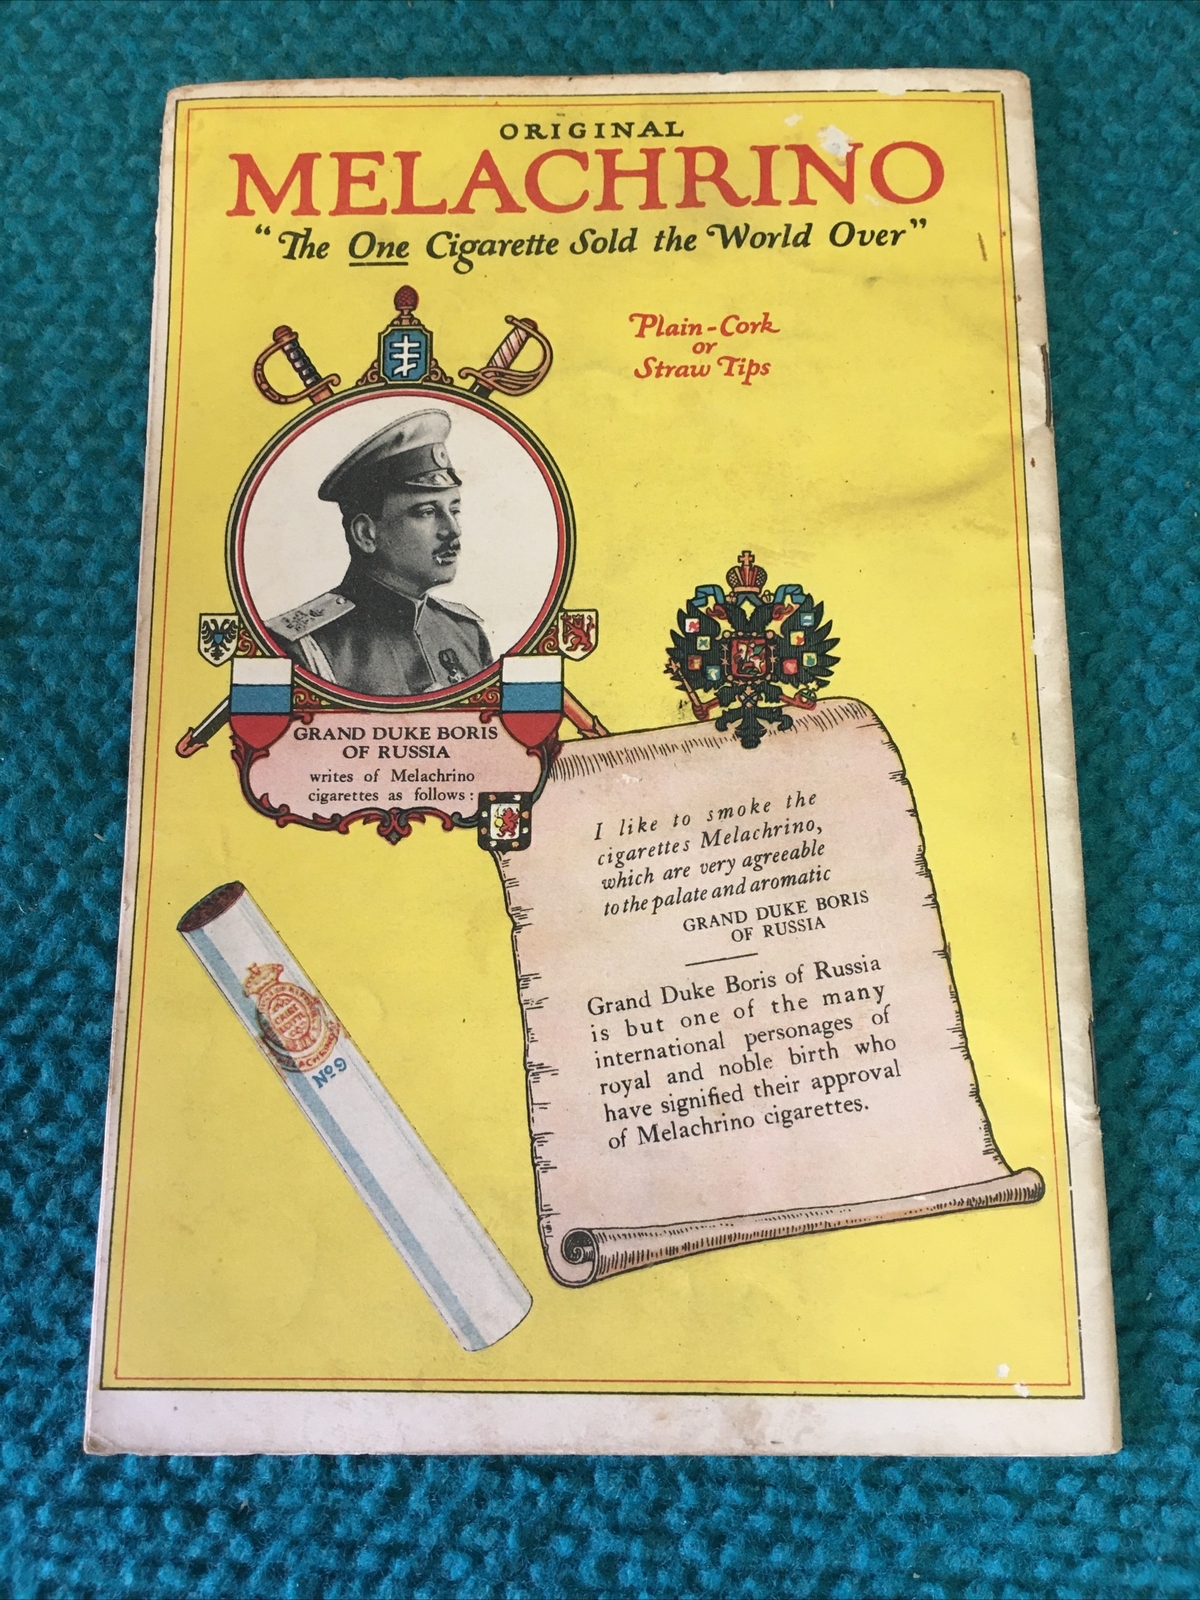 ORIGINAL
MELACHRINO
"The One Cigarette Sold the World Over"
Plain-Cork
or
Straw Tips
GRAND DUKE BORIS
OF RUSSIA
writes of Melachrino
cigarettes as follows:
I like to smoke the
cigarettes Melachrino,
which are very agreeable
to the palate and aromatic
GRAND DUKE BORIS
OF RUSSIA
Grand Duke Boris of Russia
is but one of the many
international personages of
royal and noble birth who
have signified their approval
of Melachrino cigarettes.
No 9